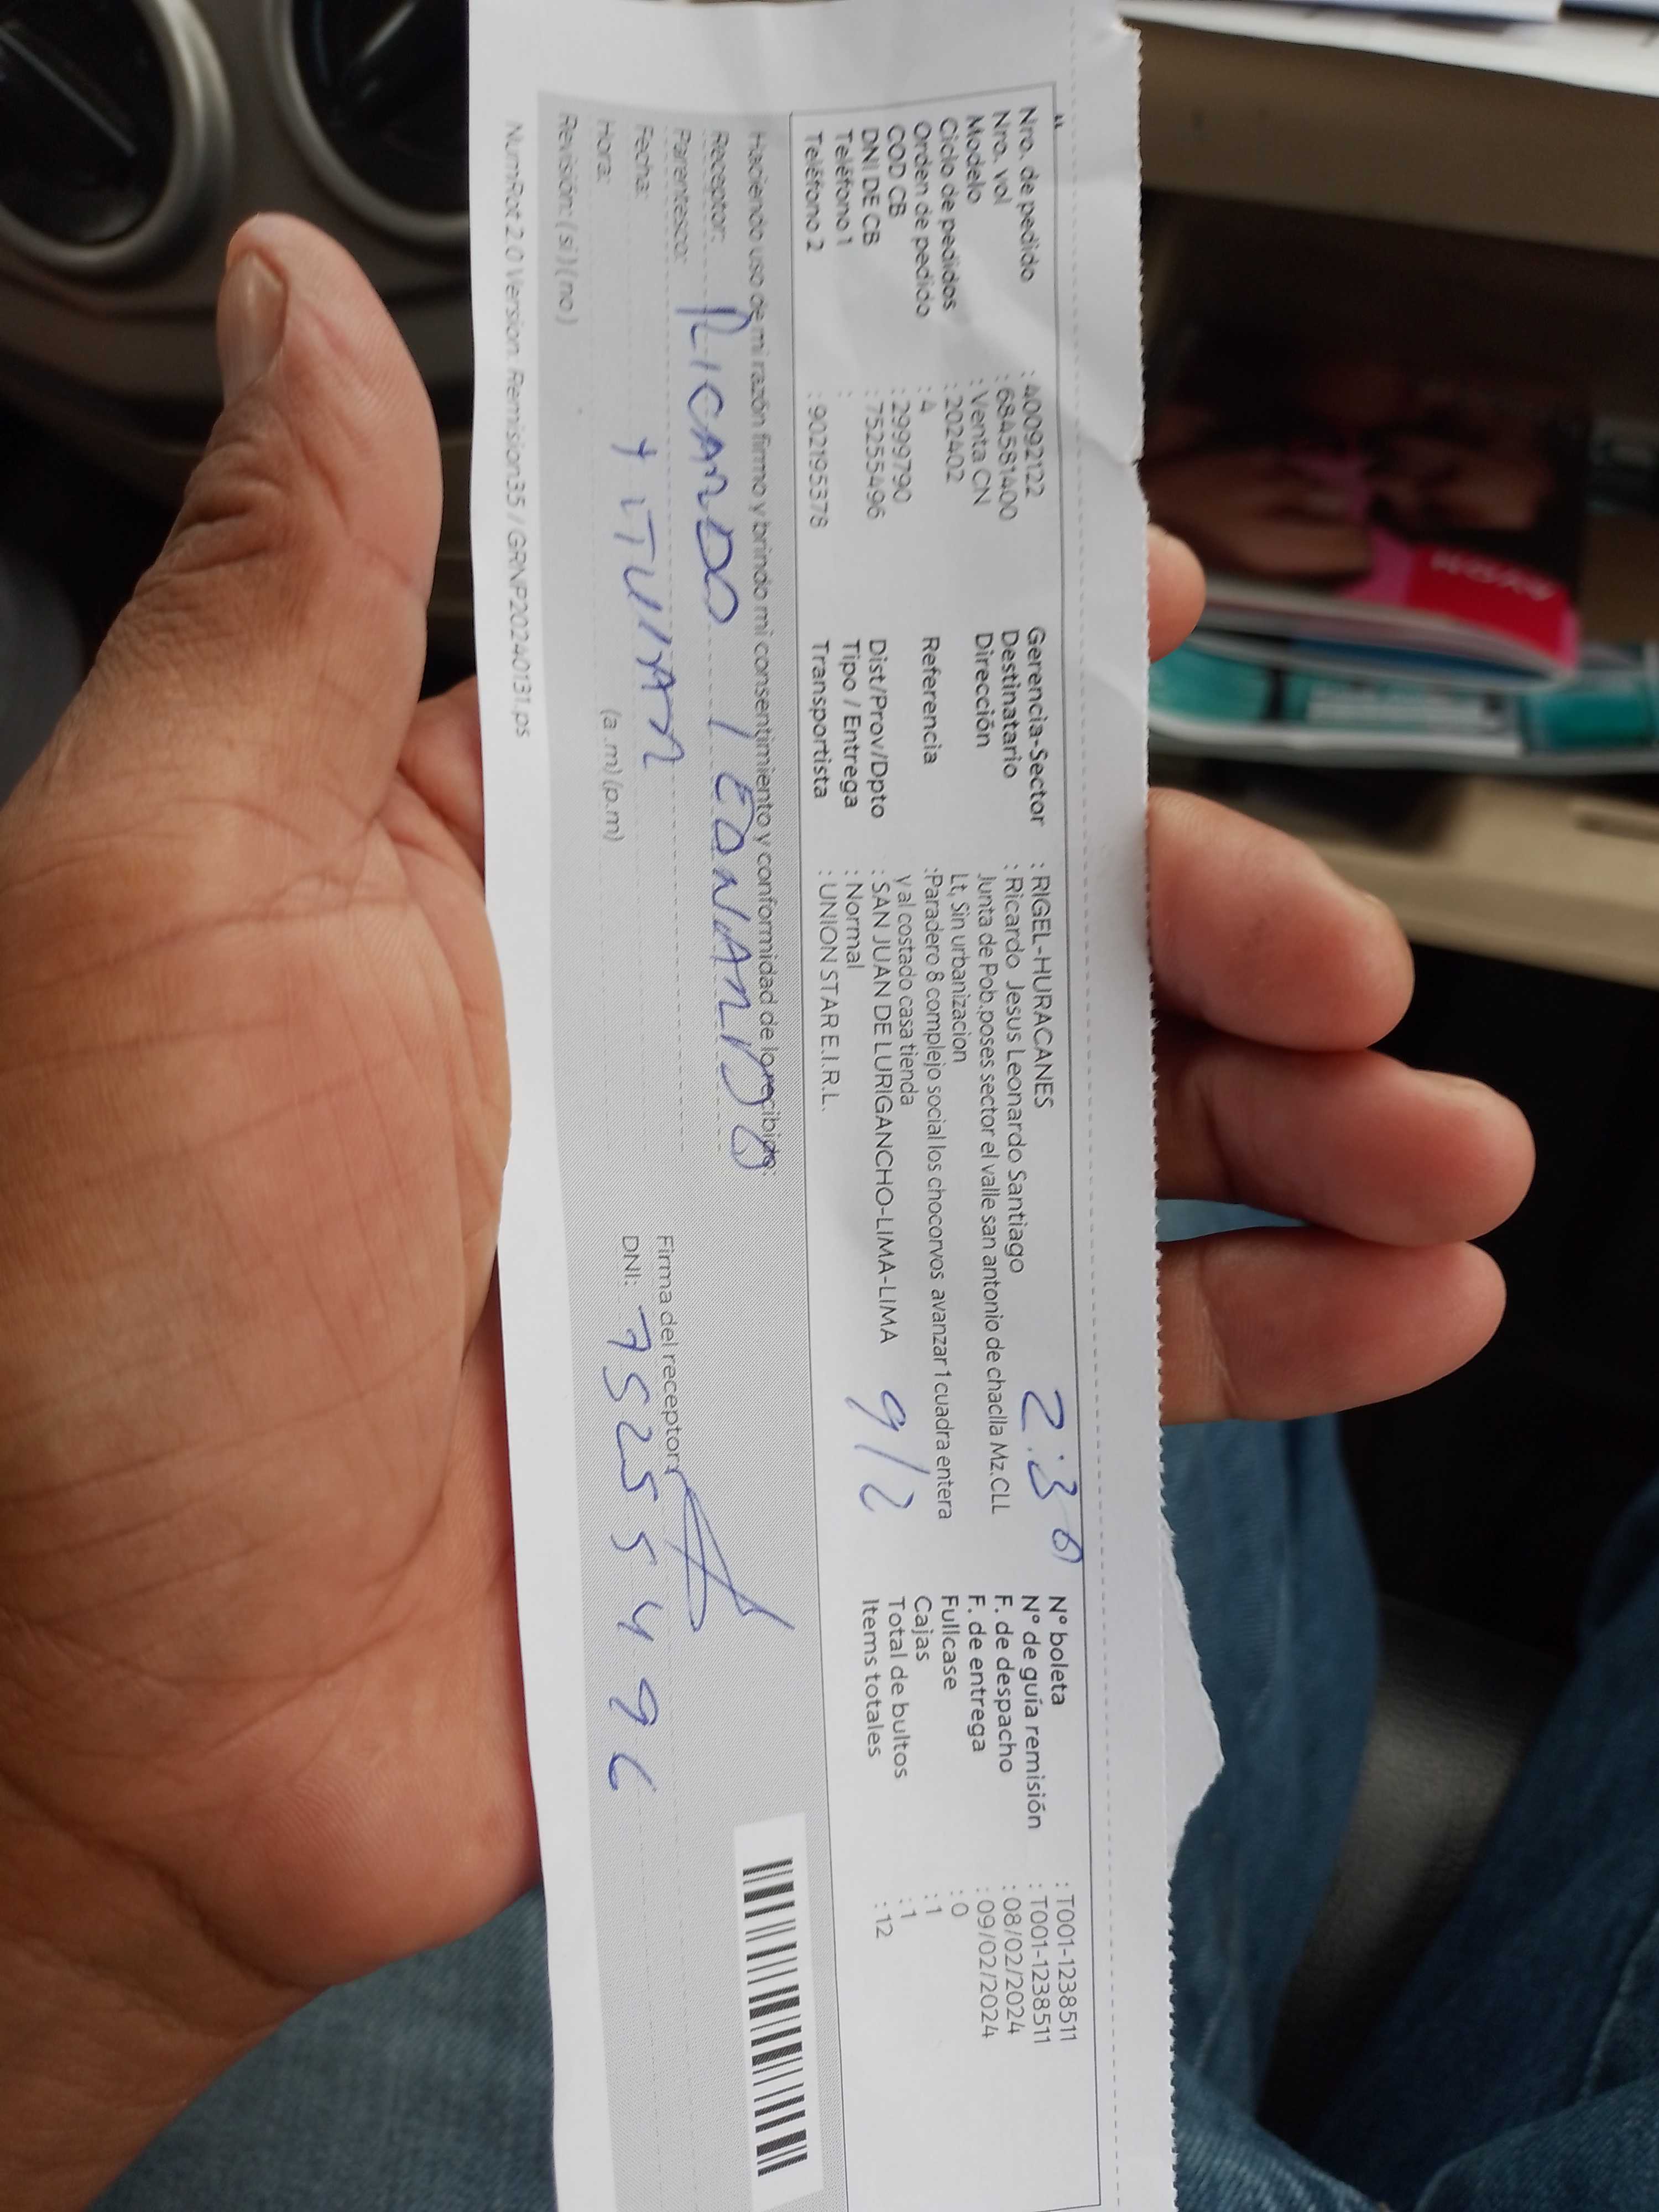 Nro. de pedido : 40092122
Nro. vol : 684581400
Modelo : Venta CN
Ciclo de pedidos : 202402
Orden de pedido : 4
COD CB : 2999790
DNI DE CB : 75255496
Teléfono 1 :
Teléfono 2 : 902195378
Gerencia-Sector : RIGEL-HURACANES
Destinatario : Ricardo Jesus Leonardo Santiago
Dirección Junta de Pob.poses sector el valle san antonio de chaclla Mz.CLL
Lt, Sin urbanizacion
Referencia :Paradero 8 complejo social los chocorvos avanzar 1 cuadra entera
y al costado casa tienda
Dist/Prov/Dpto : SAN JUAN DE LURIGANCHO-LIMA-LIMA
Tipo / Entrega : Normal
Transportista : UNION STAR E.I.R.L.
9/2
N° boleta : T001-1238511
N° de guía remisión : T001-1238511
F. de despacho : 08/02/2024
F. de entrega : 09/02/2024
Fullcase : 0
Cajas : 1
Total de bultos : 1
Items totales : 12
Haciendo uso de mi razón firmo y brindo mi consentimiento y conformidad de lo recibido:
Receptor: RICARDO LEONARDO
Parentesco: TITULAR
Fecha:
Hora: (a.m) (p.m)
Revisión: (si) (no)
Firma del receptor:
DNI: 75255496
NumRot 2.0 Version. Remision35 / GRNP20240131.ps
WORK